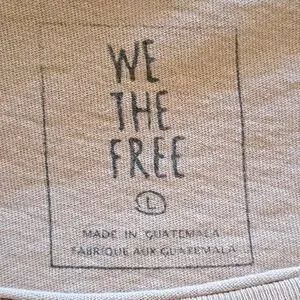 WE
THE
FREE
L
MADE IN GUATEMALA
FABRIQUE AUX GUATEMALA